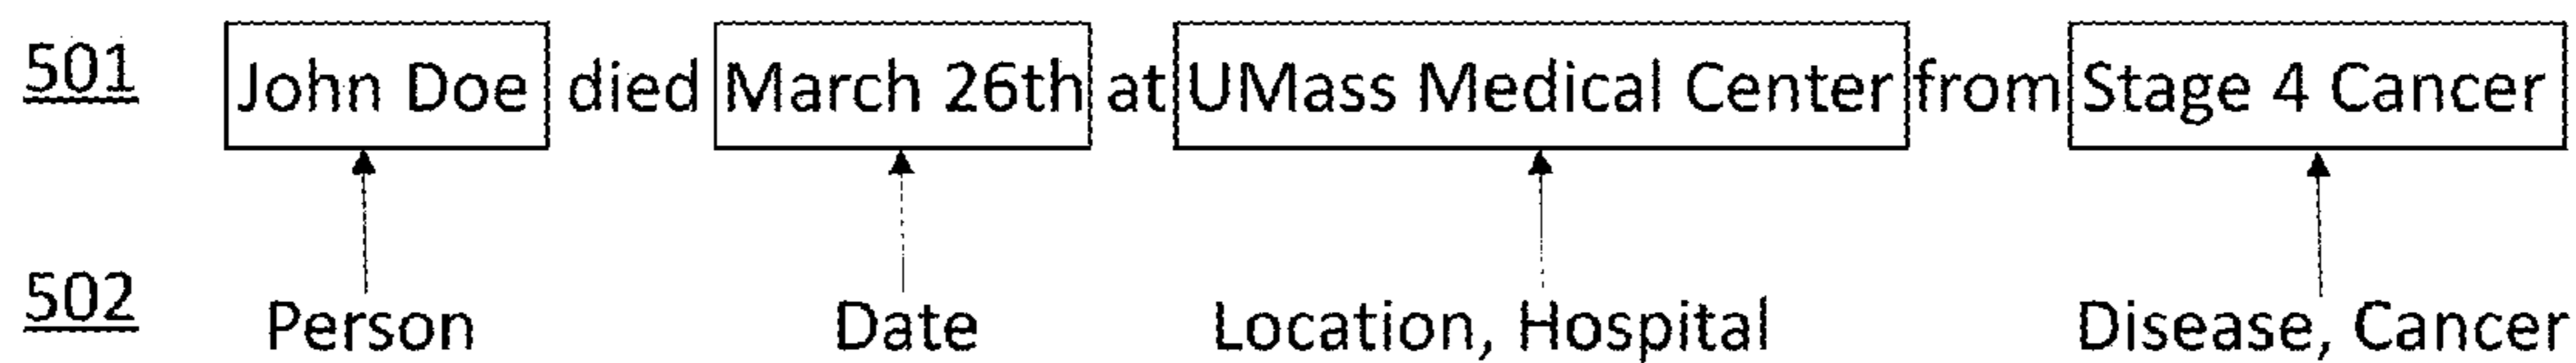 501 John Doe died March 26th at UMass Medical Center from Stage 4 Cancer
502 Person Date Location, Hospital Disease, Cancer